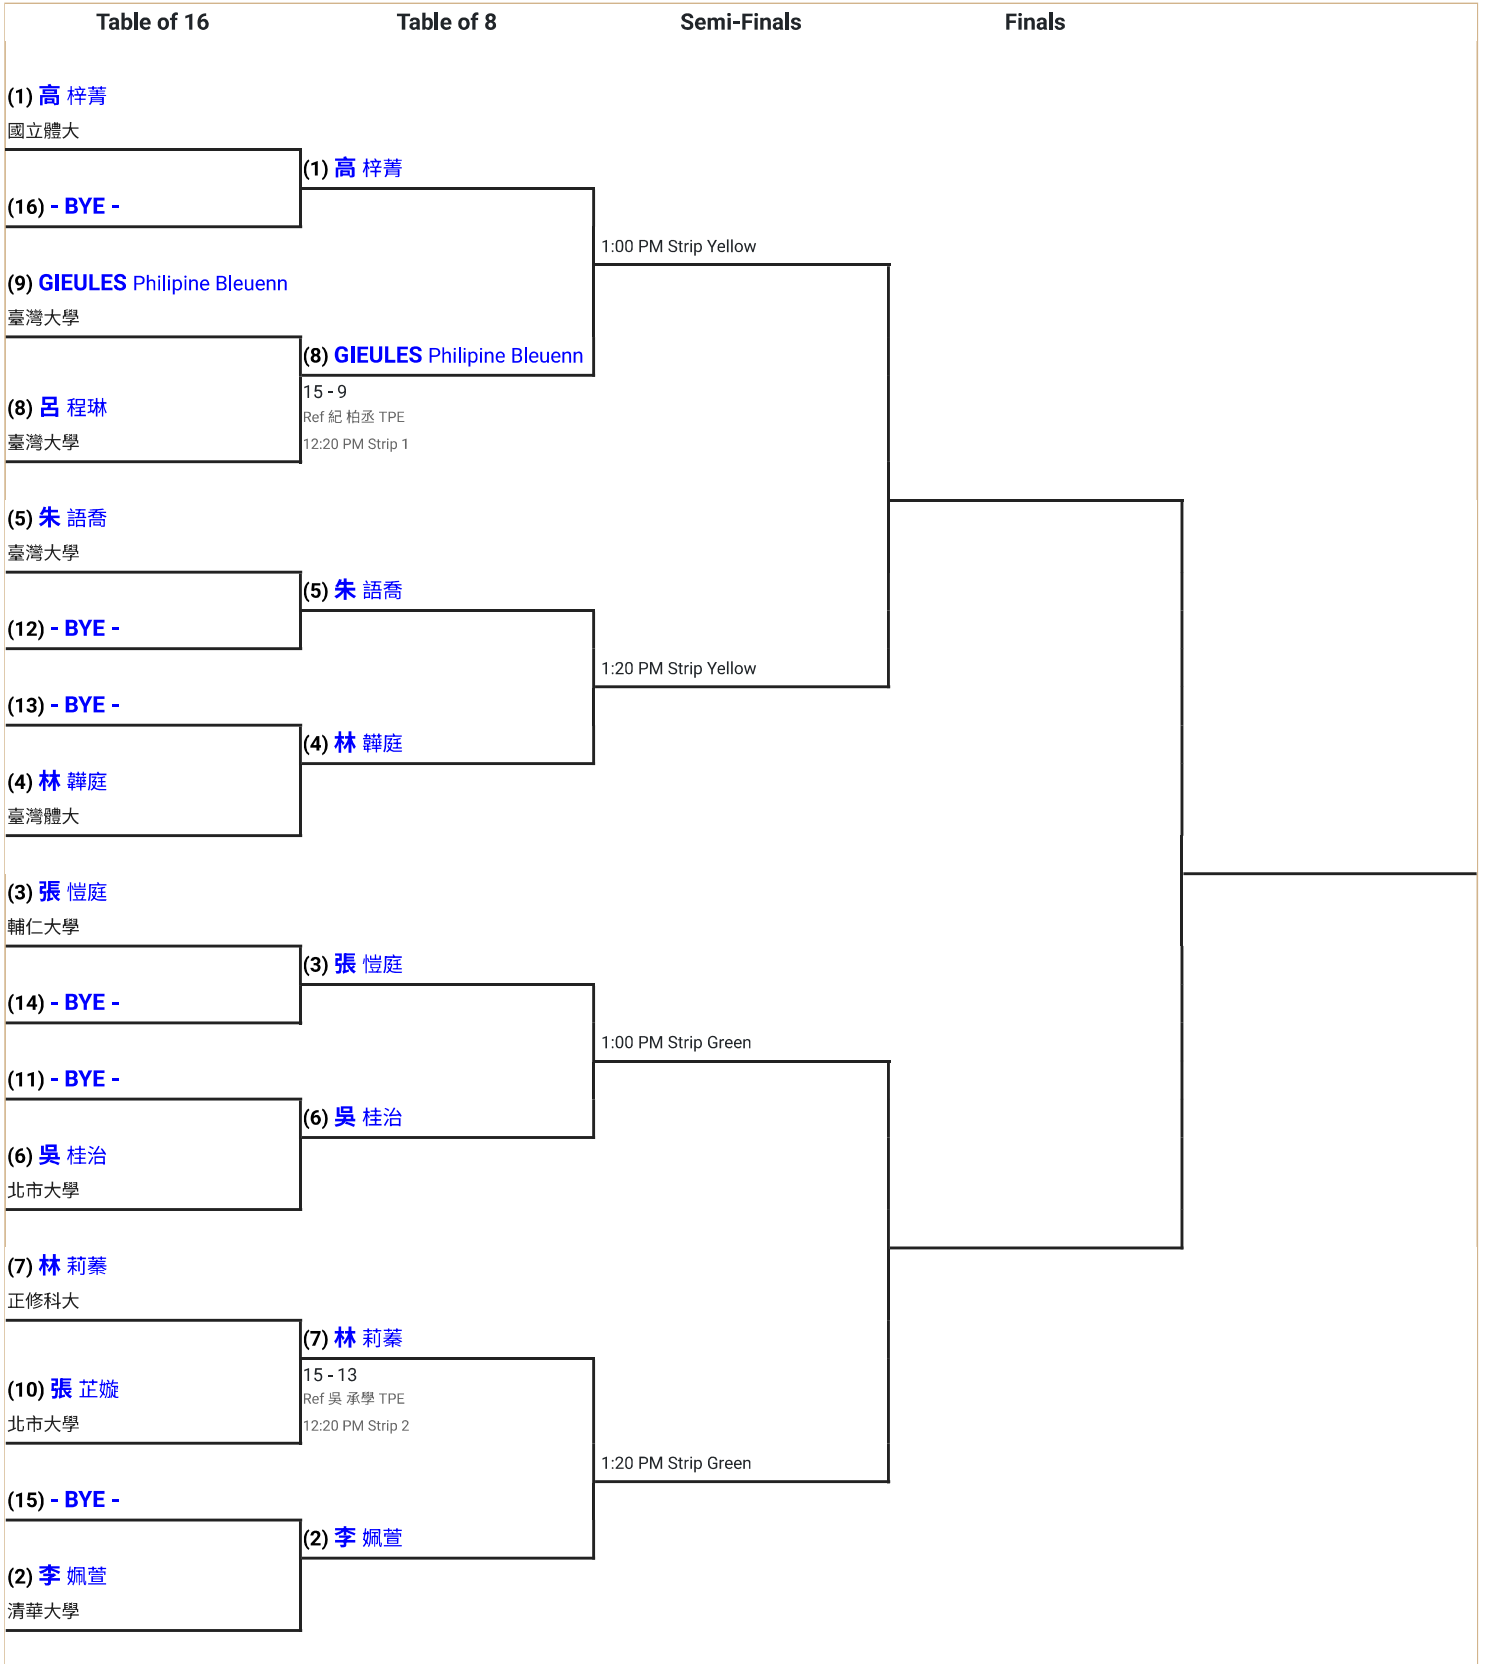 Table of 16
Table of 8
Semi-Finals
Finals
(1) 高 梓菁
國立體大
(16) - BYE -
(9) GIEULES Philipine Bleuenn
臺灣大學
(8) 呂 程琳
臺灣大學
(5) 朱 語喬
臺灣大學
(12) - BYE -
(13) - BYE -
(4) 林 韡庭
臺灣體大
(3) 張 愷庭
輔仁大學
(14) - BYE -
(11) - BYE -
(6) 吳 桂治
北市大學
(7) 林 莉蓁
正修科大
(10) 張 芷嫙
北市大學
(15) - BYE -
(2) 李 姵萱
清華大學
(1) 高 梓菁
(8) GIEULES Philipine Bleuenn
15 - 9
Ref 紀 柏丞 TPE
12:20 PM Strip 1
(5) 朱 語喬
(4) 林 韡庭
(3) 張 愷庭
(6) 吳 桂治
(7) 林 莉蓁
15 - 13
Ref 吳 承學 TPE
12:20 PM Strip 2
(2) 李 姵萱
1:00 PM Strip Yellow
1:20 PM Strip Yellow
1:00 PM Strip Green
1:20 PM Strip Green